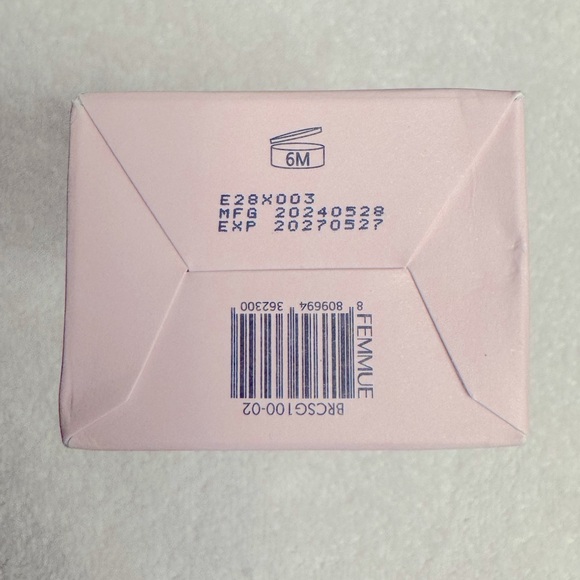 6M
E28X003
MFG 20240528
EXP 20270527
BRCSG100-02
FEMMUE
8 809694 362300